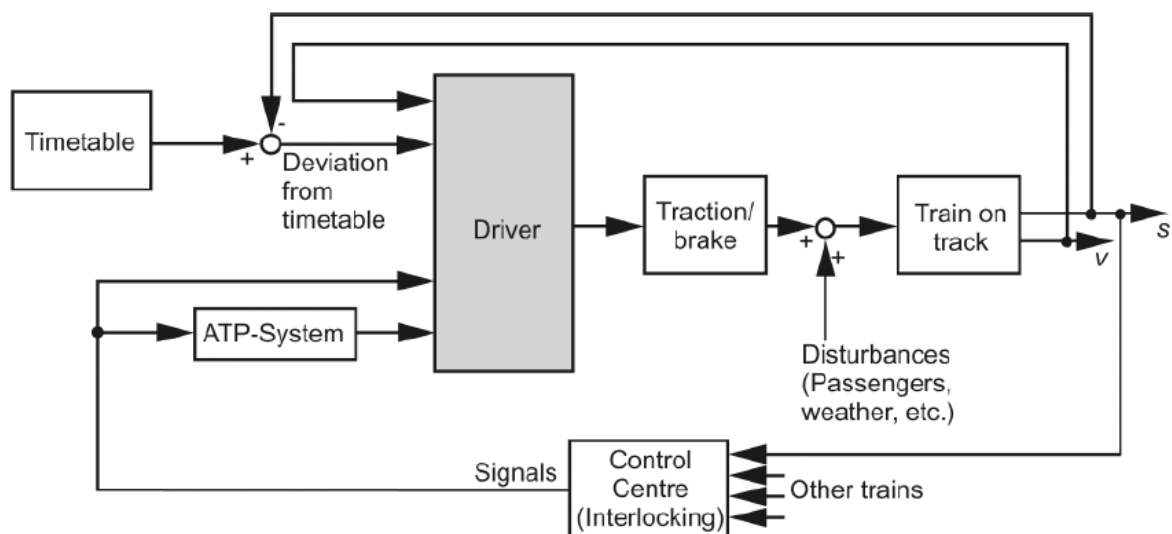 Timetable
-
+
Deviation
from
timetable
Driver
Traction/
brake
+
+
Train on
track
s
v
ATP-System
Disturbances
(Passengers,
weather, etc.)
Signals
Control
Centre
(Interlocking)
Other trains